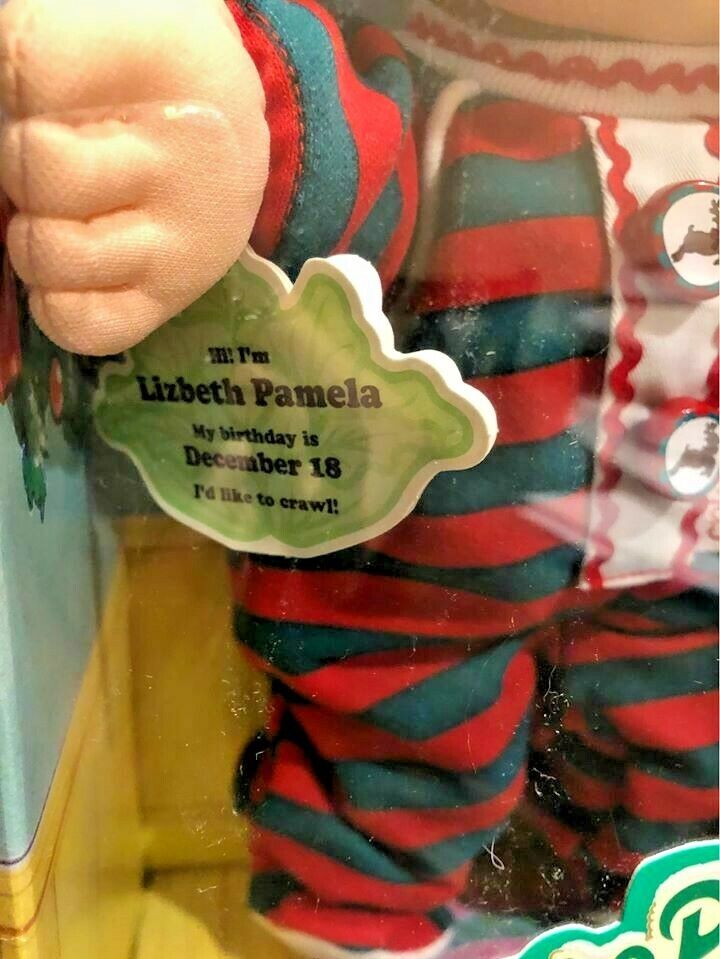 Hi! I'm
Lizbeth Pamela
My birthday is
December 18
I'd like to crawl!